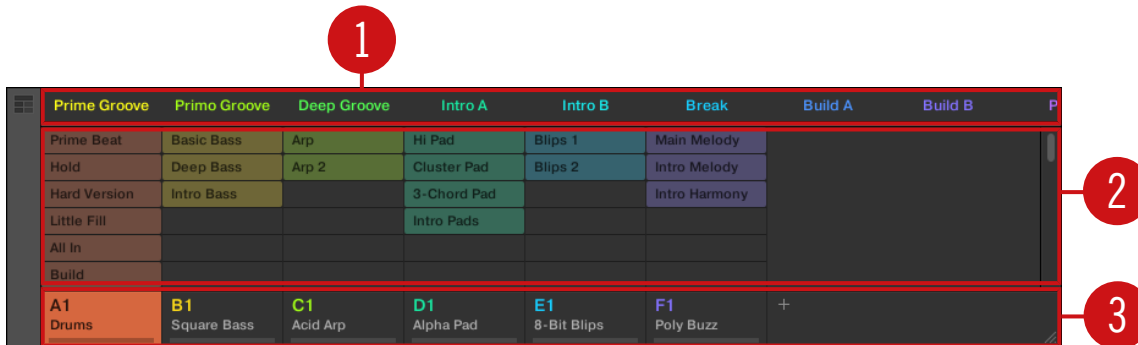 1
Prime Groove Primo Groove Deep Groove Intro A Intro B Break Build A Build B P
Prime Beat Basic Bass Arp Hi Pad Blips 1 Main Melody
Hold Deep Bass Arp 2 Cluster Pad Blips 2 Intro Melody
2
Hard Version Intro Bass 3-Chord Pad Intro Harmony
Little Fill Intro Pads
All In
Build
A1 B1 C1 D1 E1 F1 +
3
Drums Square Bass Acid Arp Alpha Pad 8-Bit Blips Poly Buzz